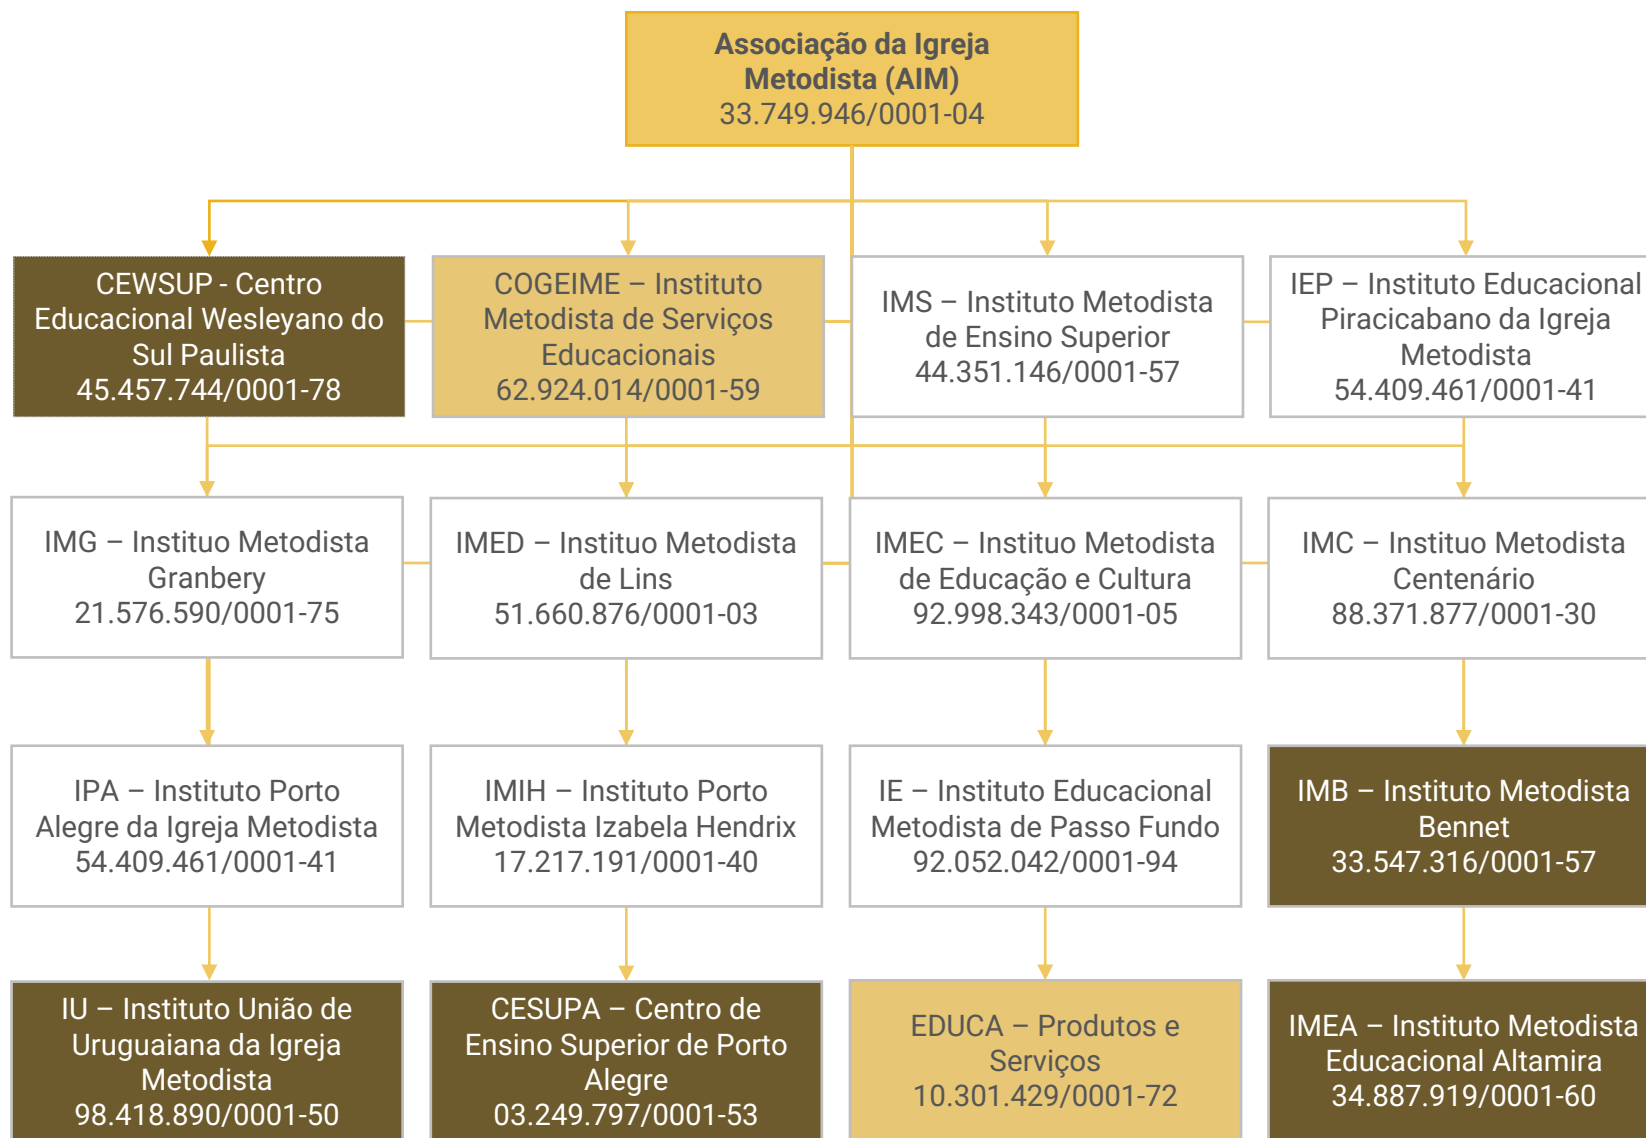 Associação da Igreja
Metodista (AIM)
33.749.946/0001-04
CEWSUP - Centro
Educacional Wesleyano do
Sul Paulista
45.457.744/0001-78
COGEIME – Instituto
Metodista de Serviços
Educacionais
62.924.014/0001-59
IMS – Instituto Metodista
de Ensino Superior
44.351.146/0001-57
IEP – Instituto Educacional
Piracicabano da Igreja
Metodista
54.409.461/0001-41
IMG – Instituo Metodista
Granbery
21.576.590/0001-75
IMED – Instituo Metodista
de Lins
51.660.876/0001-03
IMEC – Instituo Metodista
de Educação e Cultura
92.998.343/0001-05
IMC – Instituo Metodista
Centenário
88.371.877/0001-30
IPA – Instituto Porto
Alegre da Igreja Metodista
54.409.461/0001-41
IMIH – Instituto Porto
Metodista Izabela Hendrix
17.217.191/0001-40
IE – Instituto Educacional
Metodista de Passo Fundo
92.052.042/0001-94
IMB – Instituto Metodista
Bennet
33.547.316/0001-57
IU – Instituto União de
Uruguaiana da Igreja
Metodista
98.418.890/0001-50
CESUPA – Centro de
Ensino Superior de Porto
Alegre
03.249.797/0001-53
EDUCA – Produtos e
Serviços
10.301.429/0001-72
IMEA – Instituto Metodista
Educacional Altamira
34.887.919/0001-60